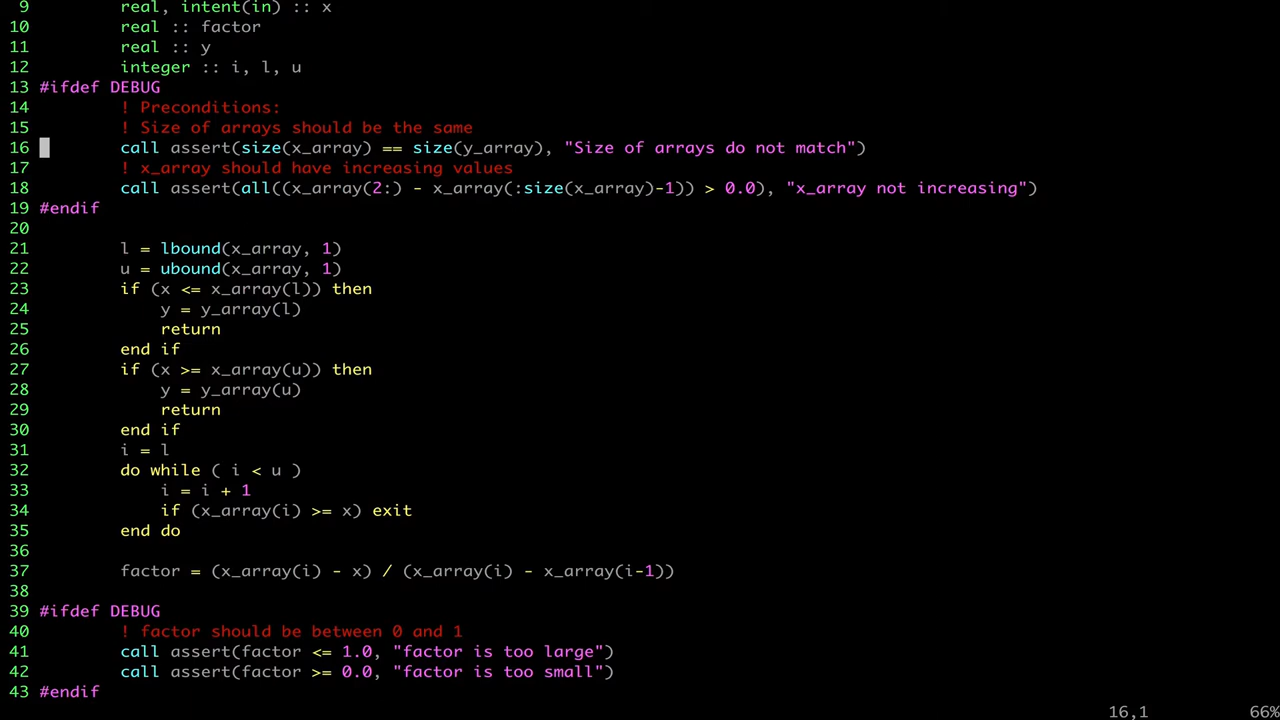 9         real, intent(in) :: x
10         real :: factor
11         real :: y
12         integer :: i, l, u
13 #ifdef DEBUG
14         ! Preconditions:
15         ! Size of arrays should be the same
16         call assert(size(x_array) == size(y_array), "Size of arrays do not match")
17         ! x_array should have increasing values
18         call assert(all((x_array(2:) - x_array(:size(x_array)-1)) > 0.0), "x_array not increasing")
19 #endif
20
21         l = lbound(x_array, 1)
22         u = ubound(x_array, 1)
23         if (x <= x_array(l)) then
24             y = y_array(l)
25             return
26         end if
27         if (x >= x_array(u)) then
28             y = y_array(u)
29             return
30         end if
31         i = l
32         do while ( i < u )
33             i = i + 1
34             if (x_array(i) >= x) exit
35         end do
36
37         factor = (x_array(i) - x) / (x_array(i) - x_array(i-1))
38
39 #ifdef DEBUG
40         ! factor should be between 0 and 1
41         call assert(factor <= 1.0, "factor is too large")
42         call assert(factor >= 0.0, "factor is too small")
43 #endif
16,1 66%